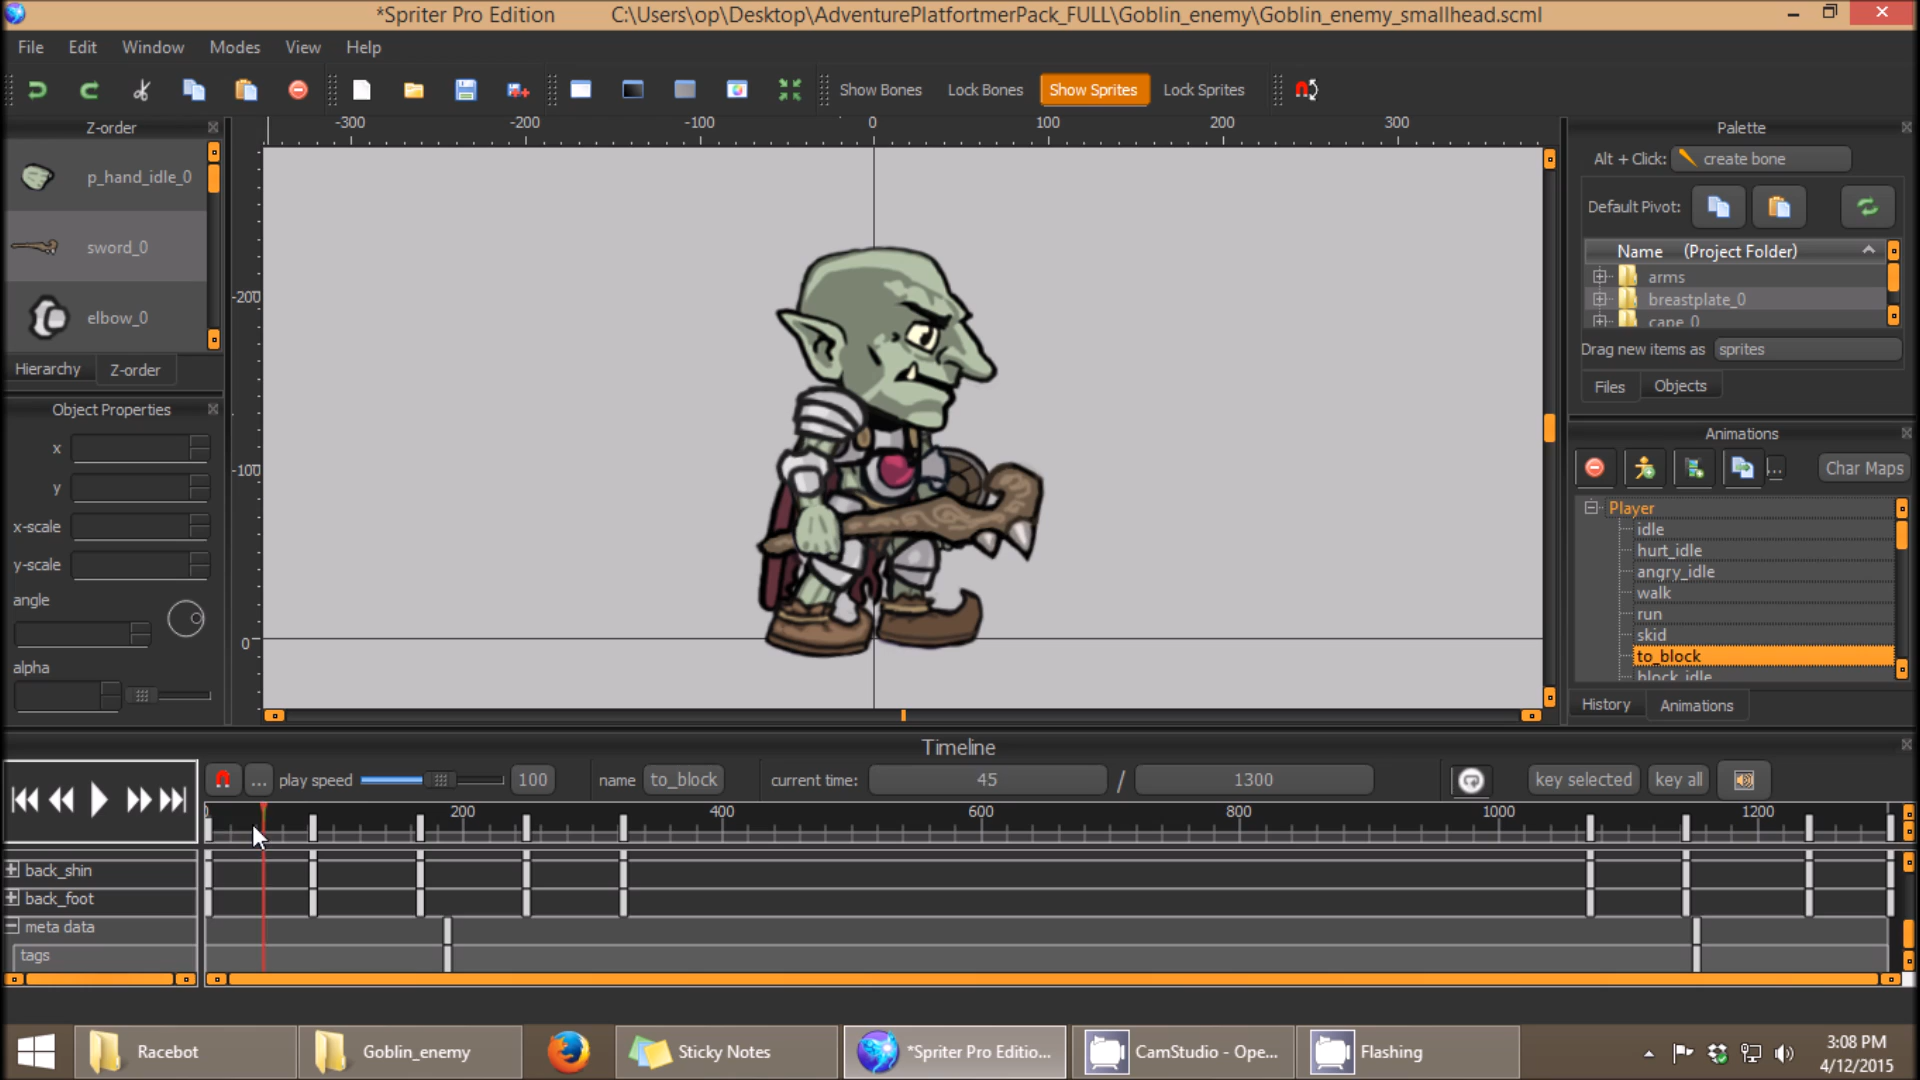 *Spriter Pro Edition C:\Users\op\Desktop\AdventurePlatfortmerPack_FULL\Goblin_enemy\Goblin_enemy_smallhead.scml
File Edit Window Modes View Help
Show Bones Lock Bones Show Sprites Lock Sprites
Z-order
p_hand_idle_0
sword_0
elbow_0
Hierarchy Z-order
Object Properties
x
y
x-scale
y-scale
angle
alpha
-300 -200 -100 0 100 200 300
-200
-100
0
Palette
Alt + Click: create bone
Default Pivot:
Name (Project Folder)
arms
breastplate_0
cape_0
Drag new items as sprites
Files Objects
Animations
... Char Maps
Player
idle
hurt_idle
angry_idle
walk
run
skid
to_block
block_idle
History Animations
Timeline
... play speed 100 name to_block current time: 45 / 1300 key selected key all
0 200 400 600 800 1000 1200
back_shin
back_foot
meta data
tags
Racebot Goblin_enemy Sticky Notes *Spriter Pro Editio... CamStudio - Ope... Flashing
3:08 PM
4/12/2015